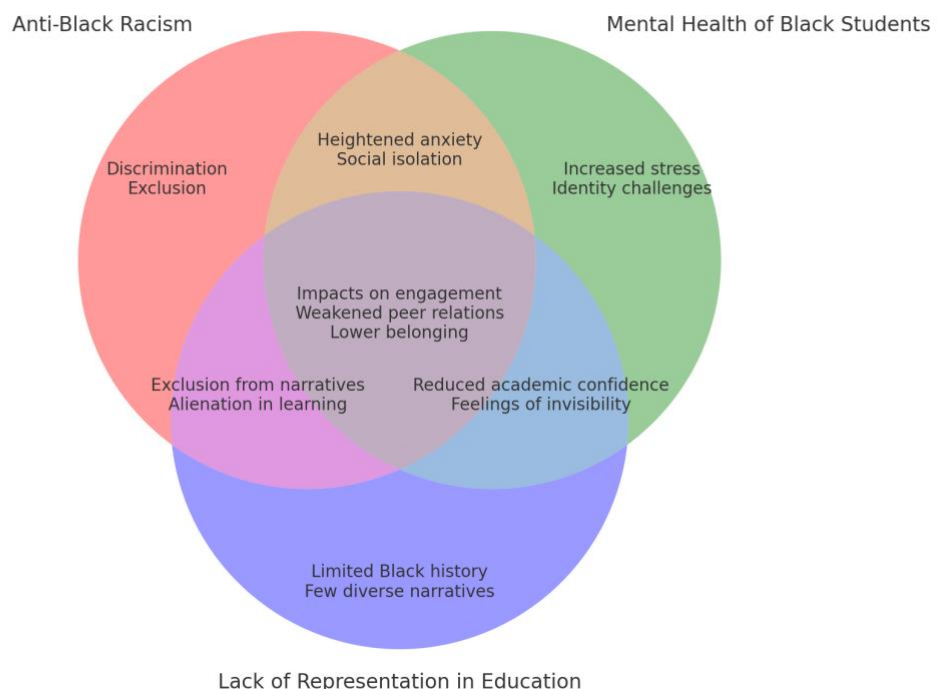 Anti-Black Racism
Mental Health of Black Students
Heightened anxiety
Social isolation
Discrimination
Exclusion
Increased stress
Identity challenges
Impacts on engagement
Weakened peer relations
Lower belonging
Exclusion from narratives
Alienation in learning
Reduced academic confidence
Feelings of invisibility
Limited Black history
Few diverse narratives
Lack of Representation in Education